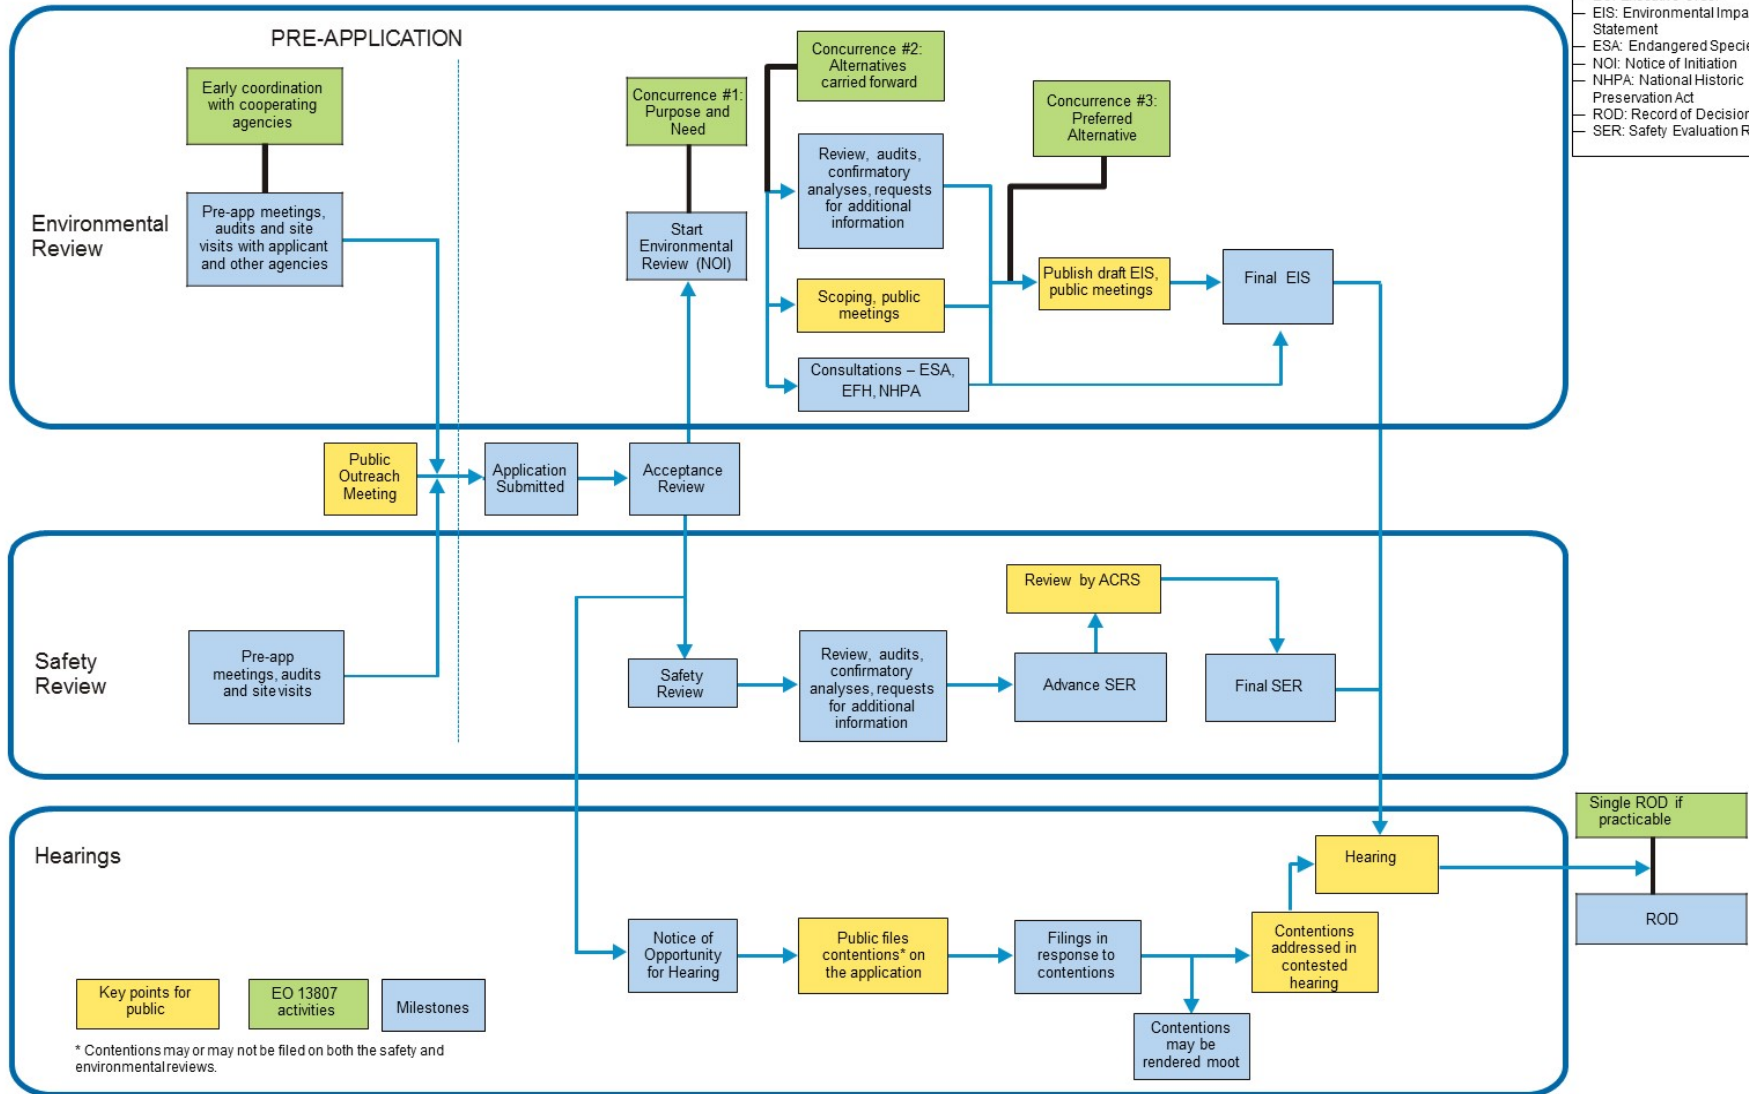 EIS: Environmental Impa
Statement
ESA: Endangered Specie
NOI: Notice of Initiation
NHPA: National Historic
Preservation Act
ROD: Record of Decision
SER: Safety Evaluation R
PRE-APPLICATION
Environmental
Review
Early coordination
with cooperating
agencies
Pre-app meetings,
audits and site
visits with applicant
and other agencies
Concurrence #1:
Purpose and
Need
Start
Environmental
Review (NOI)
Concurrence #2:
Alternatives
carried forward
Review, audits,
confirmatory
analyses, requests
for additional
information
Scoping, public
meetings
Consultations – ESA,
EFH, NHPA
Concurrence #3:
Preferred
Alternative
Publish draft EIS,
public meetings
Final EIS
Public
Outreach
Meeting
Application
Submitted
Acceptance
Review
Safety
Review
Pre-app
meetings, audits
and site visits
Safety
Review
Review, audits,
confirmatory
analyses, requests
for additional
information
Advance SER
Review by ACRS
Final SER
Hearings
Notice of
Opportunity
for Hearing
Public files
contentions* on
the application
Filings in
response to
contentions
Contentions
may be
rendered moot
Contentions
addressed in
contested
hearing
Hearing
Single ROD if
practicable
ROD
Key points for
public
EO 13807
activities
Milestones
* Contentions may or may not be filed on both the safety and
environmental reviews.